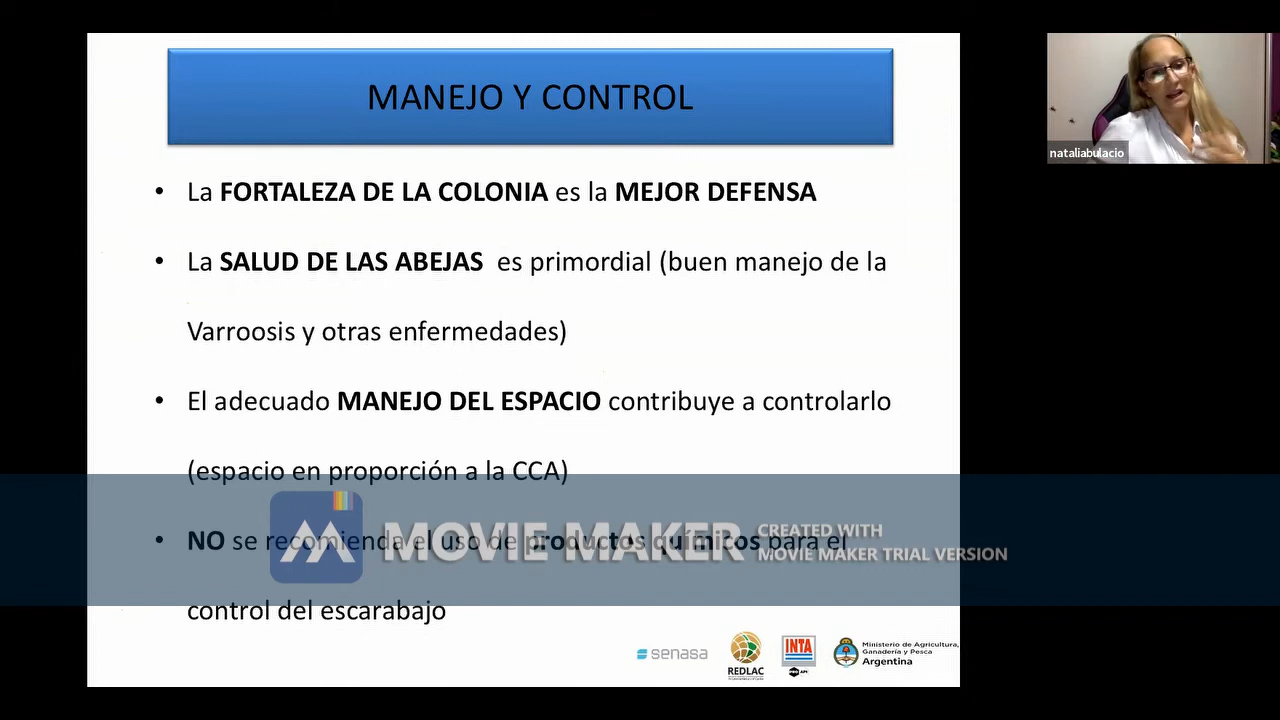 MANEJO Y CONTROL
nataliabulacio
• La FORTALEZA DE LA COLONIA es la MEJOR DEFENSA
• La SALUD DE LAS ABEJAS es primordial (buen manejo de la
Varroosis y otras enfermedades)
• El adecuado MANEJO DEL ESPACIO contribuye a controlarlo
(espacio en proporción a la CCA)
• NO se recomienda el uso de productos químicos para el
control del escarabajo
MOVIE MAKER
CREATED WITH
MOVIE MAKER TRIAL VERSION
senasa
REDLAC
INTA
Ministerio de Agricultura,
Ganadería y Pesca
Argentina